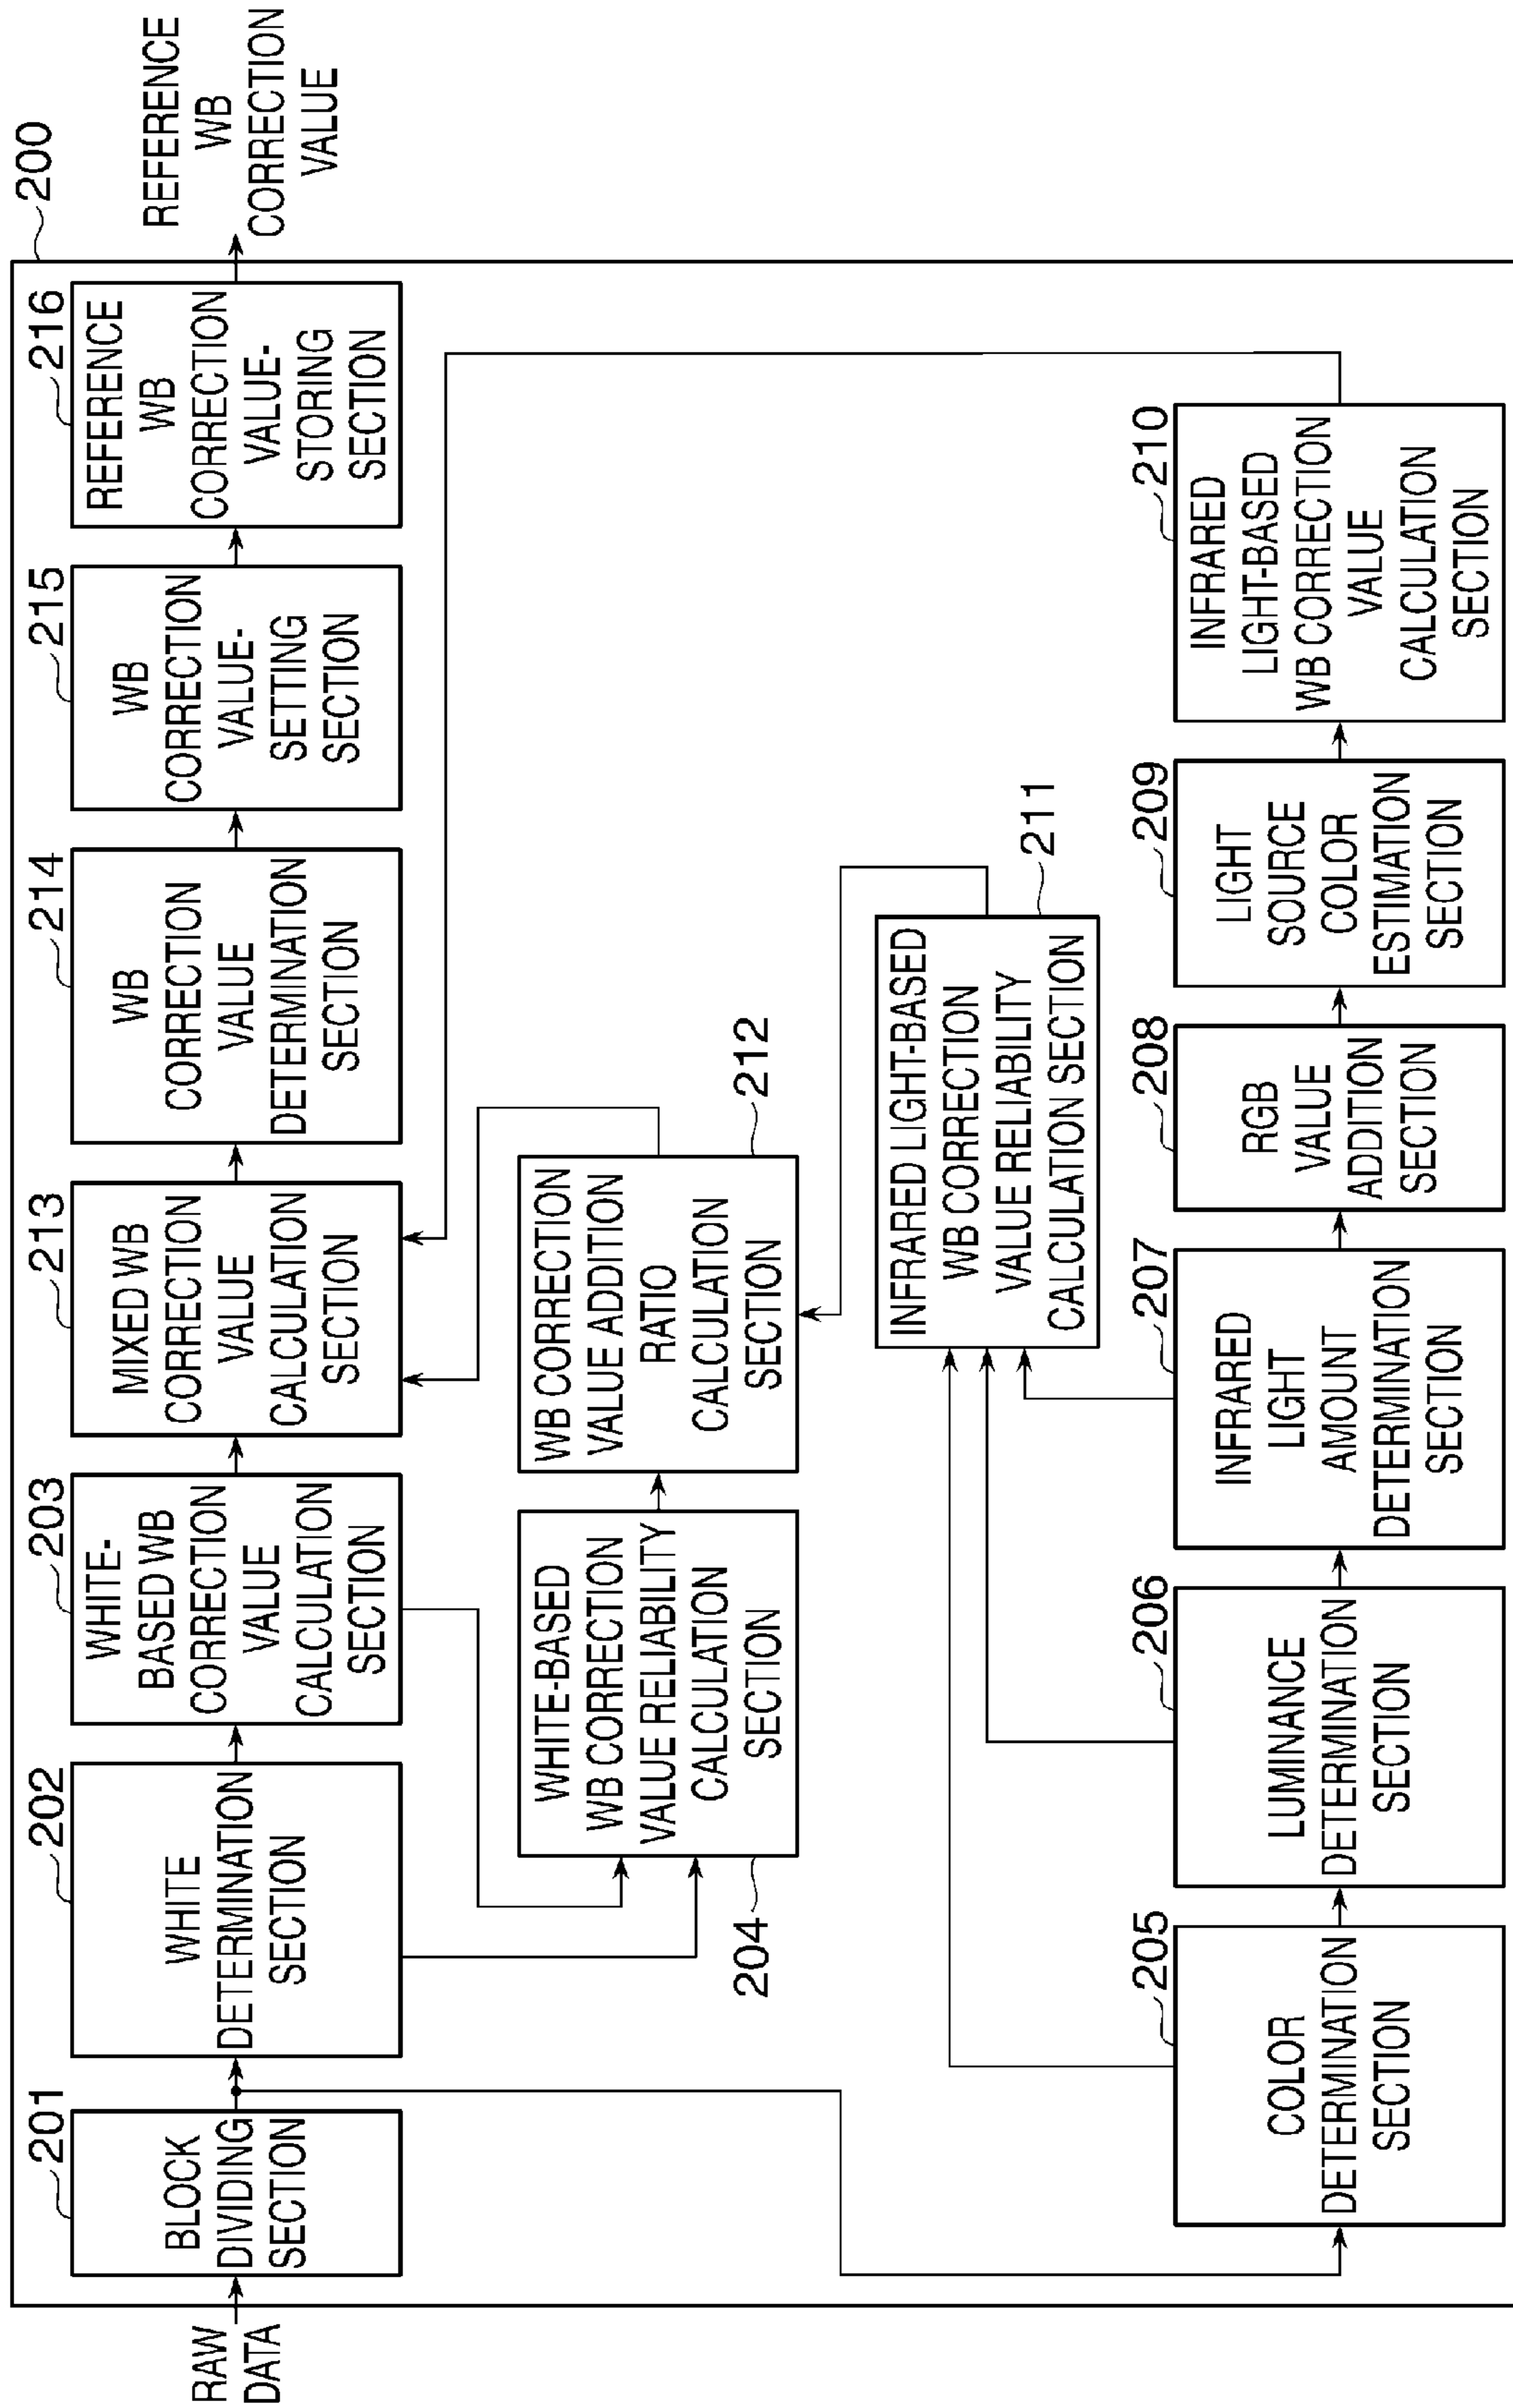 200
RAW
DATA
201
BLOCK
DIVIDING
SECTION
202
WHITE
DETERMINATION
SECTION
203
WHITE-
BASED WB
CORRECTION
VALUE
CALCULATION
SECTION
213
MIXED WB
CORRECTION
VALUE
CALCULATION
SECTION
214
WB
CORRECTION
VALUE
DETERMINATION
SECTION
215
WB
CORRECTION
VALUE-
SETTING
SECTION
216
REFERENCE
WB
CORRECTION
VALUE-
STORING
SECTION
REFERENCE
WB
CORRECTION
VALUE
WHITE-BASED
WB CORRECTION
VALUE RELIABILITY
CALCULATION
SECTION
204
WB CORRECTION
VALUE ADDITION
RATIO
CALCULATION
SECTION
212
INFRARED LIGHT-BASED
WB CORRECTION
VALUE RELIABILITY
CALCULATION SECTION
211
205
COLOR
DETERMINATION
SECTION
206
LUMINANCE
DETERMINATION
SECTION
207
INFRARED
LIGHT
AMOUNT
DETERMINATION
SECTION
208
RGB
VALUE
ADDITION
SECTION
209
LIGHT
SOURCE
COLOR
ESTIMATION
SECTION
210
INFRARED
LIGHT-BASED
WB CORRECTION
VALUE
CALCULATION
SECTION